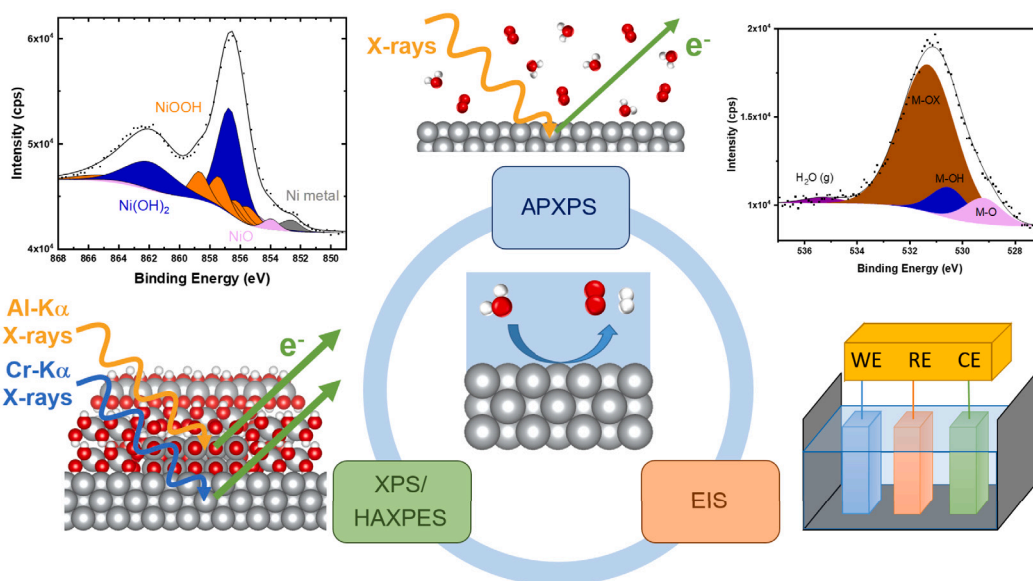 6x10⁴
5x10⁴
4x10⁴
Intensity (cps)
NiOOH
Ni(OH)₂
NiO
Ni metal
868 866 864 862 860 858 856 854 852 850
Binding Energy (eV)
X-rays
e⁻
2x10⁴
2x10⁴
1x10⁴
Intensity (cps)
M-OX
H₂O (g)
M-OH
M-O
536 534 532 530 528
Binding Energy (eV)
APXPS
Al-Kα
X-rays
Cr-Kα
X-rays
e⁻
XPS/
HAXPES
EIS
WE RE CE